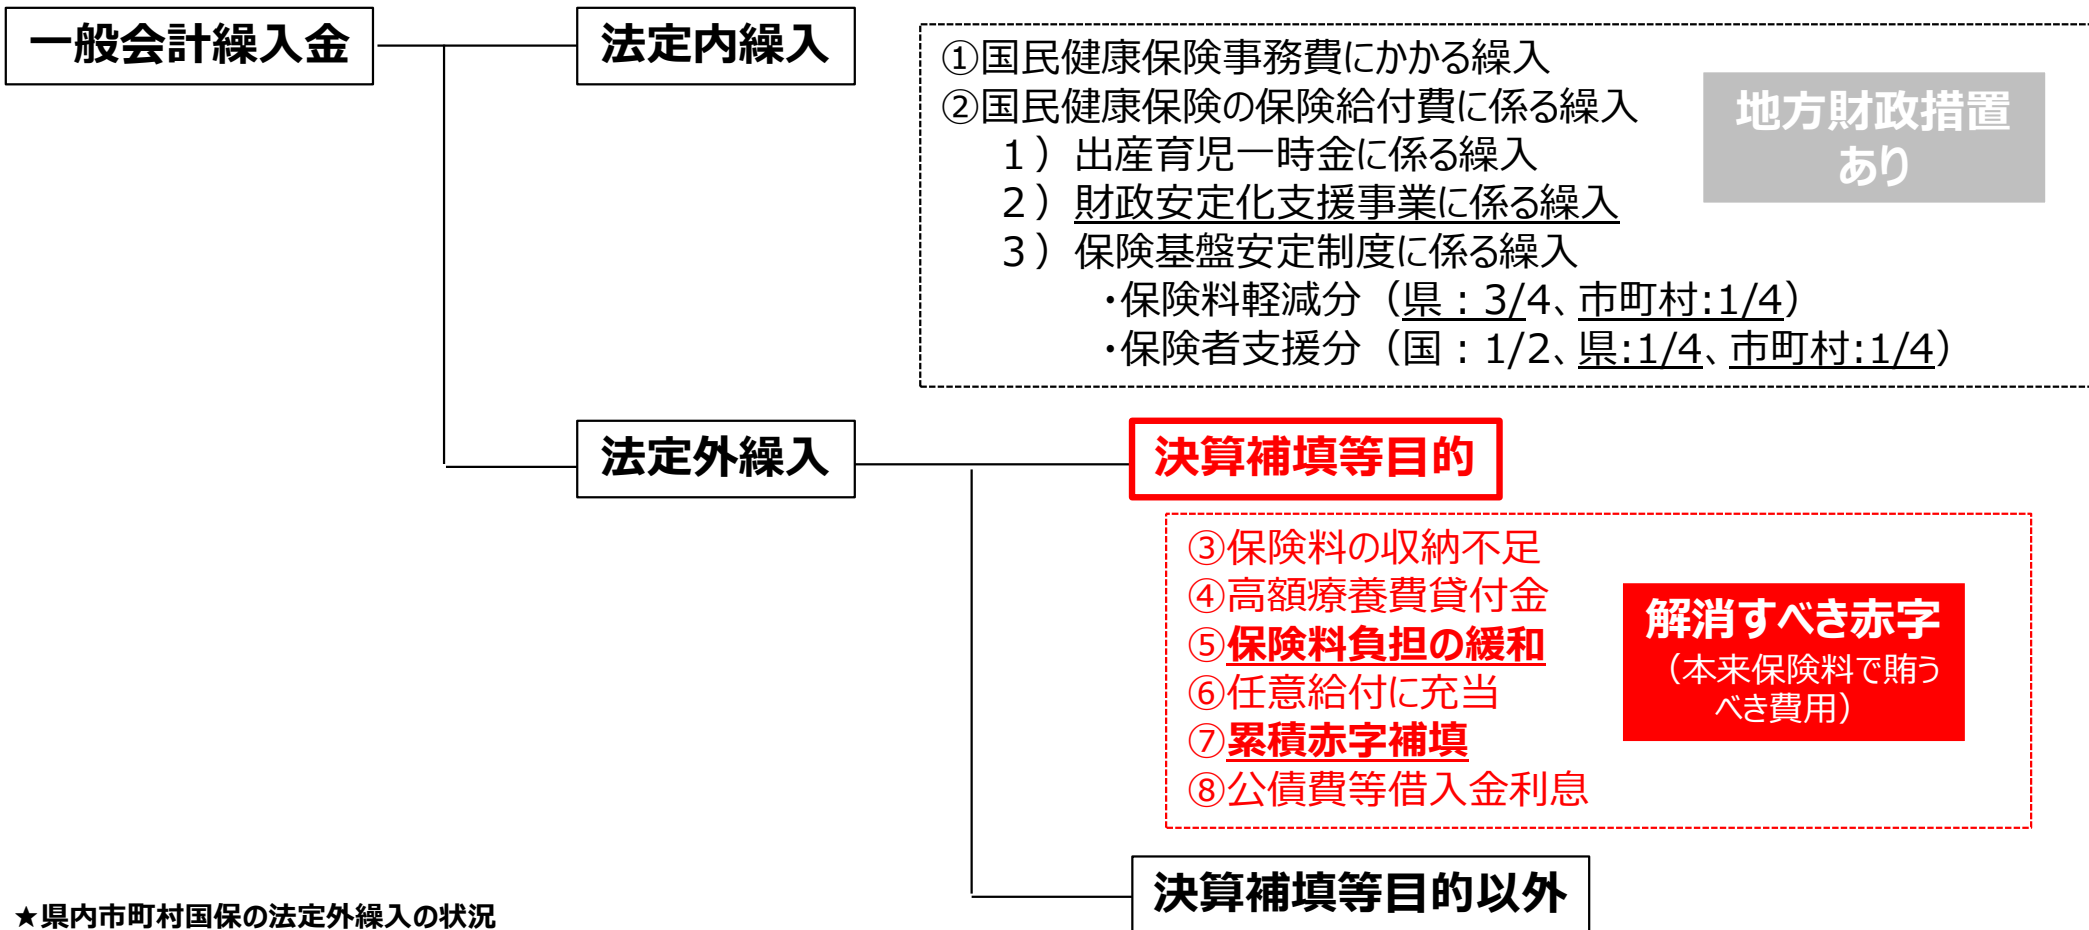 一般会計繰入金
法定内繰入
①国民健康保険事務費にかかる繰入
②国民健康保険の保険給付費に係る繰入
1）出産育児一時金に係る繰入
2）財政安定化支援事業に係る繰入
3）保険基盤安定制度に係る繰入
・保険料軽減分（県：3/4、市町村:1/4）
・保険者支援分（国：1/2、県:1/4、市町村:1/4）
地方財政措置
あり
法定外繰入
決算補填等目的
③保険料の収納不足
④高額療養費貸付金
⑤保険料負担の緩和
⑥任意給付に充当
⑦累積赤字補填
⑧公債費等借入金利息
解消すべき赤字
（本来保険料で賄う
べき費用）
決算補填等目的以外
★県内市町村国保の法定外繰入の状況